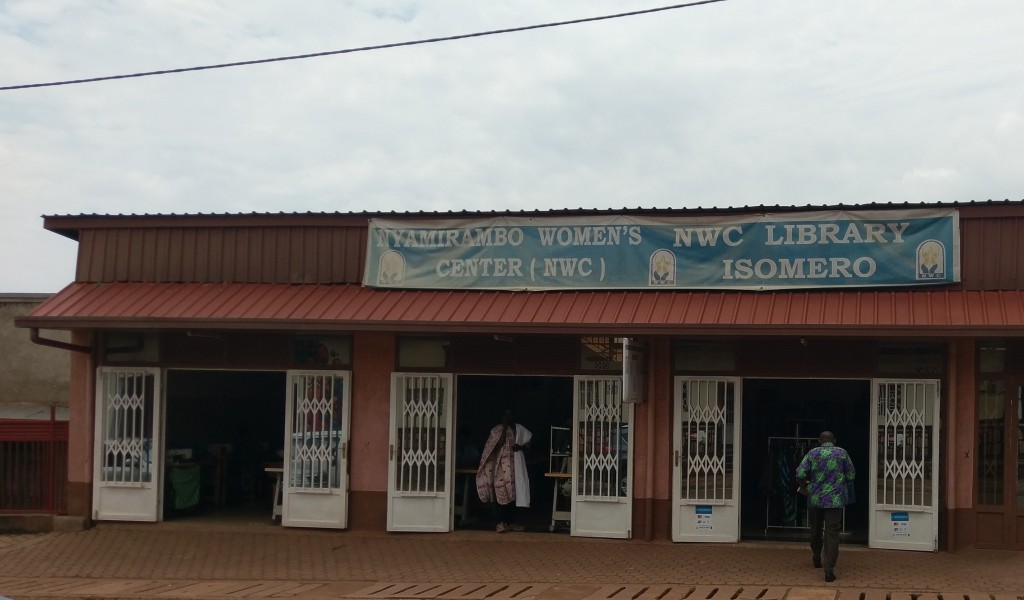 NYAMIRAMBO WOMEN'S
CENTER (NWC)
NWC LIBRARY
ISOMERO